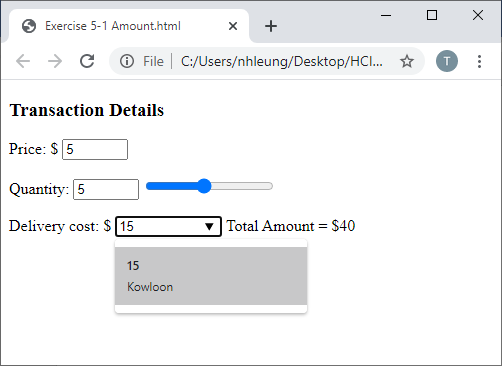 Exercise 5-1 Amount.html
File
C:/Users/nhleung/Desktop/HCI...
T
Transaction Details
Price: $ 5
Quantity: 5
Delivery cost: $ 15 Total Amount = $40
15
Kowloon